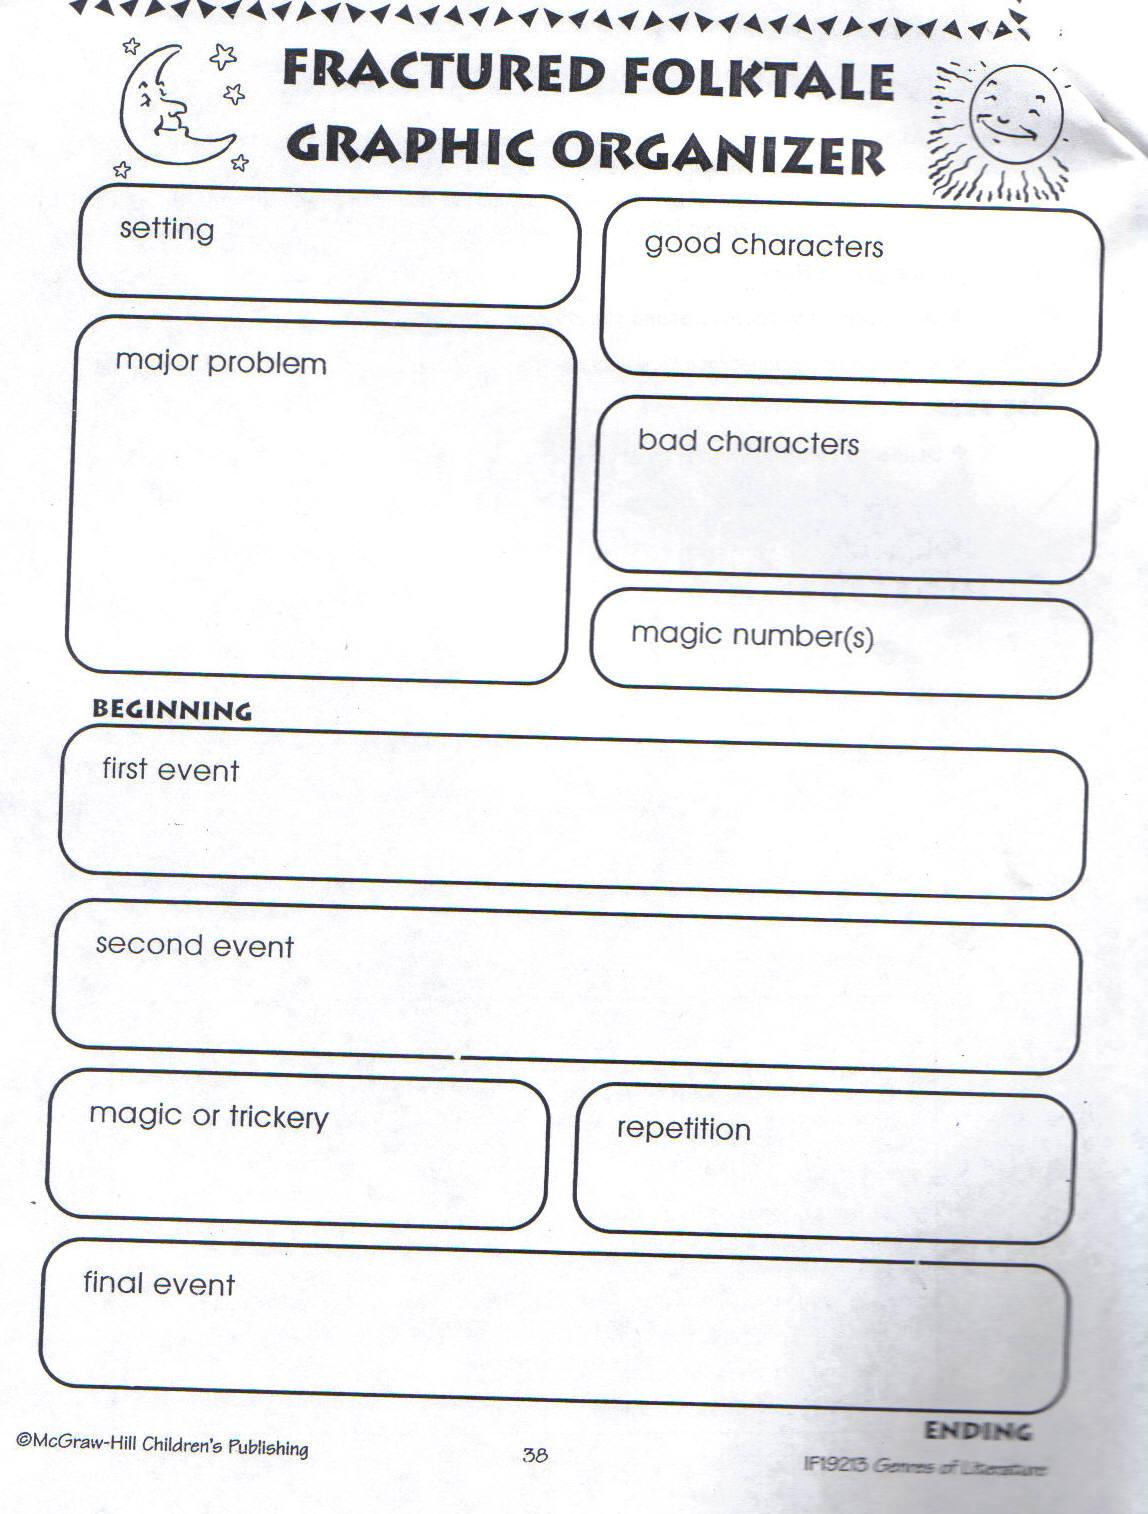 FRACTURED FOLKTALE
GRAPHIC ORGANIZER
setting
good characters
major problem
bad characters
magic number(s)
BEGINNING
first event
second event
magic or trickery
repetition
final event
ENDING
©McGraw-Hill Children's Publishing
38
IF19213 Genres of Literature